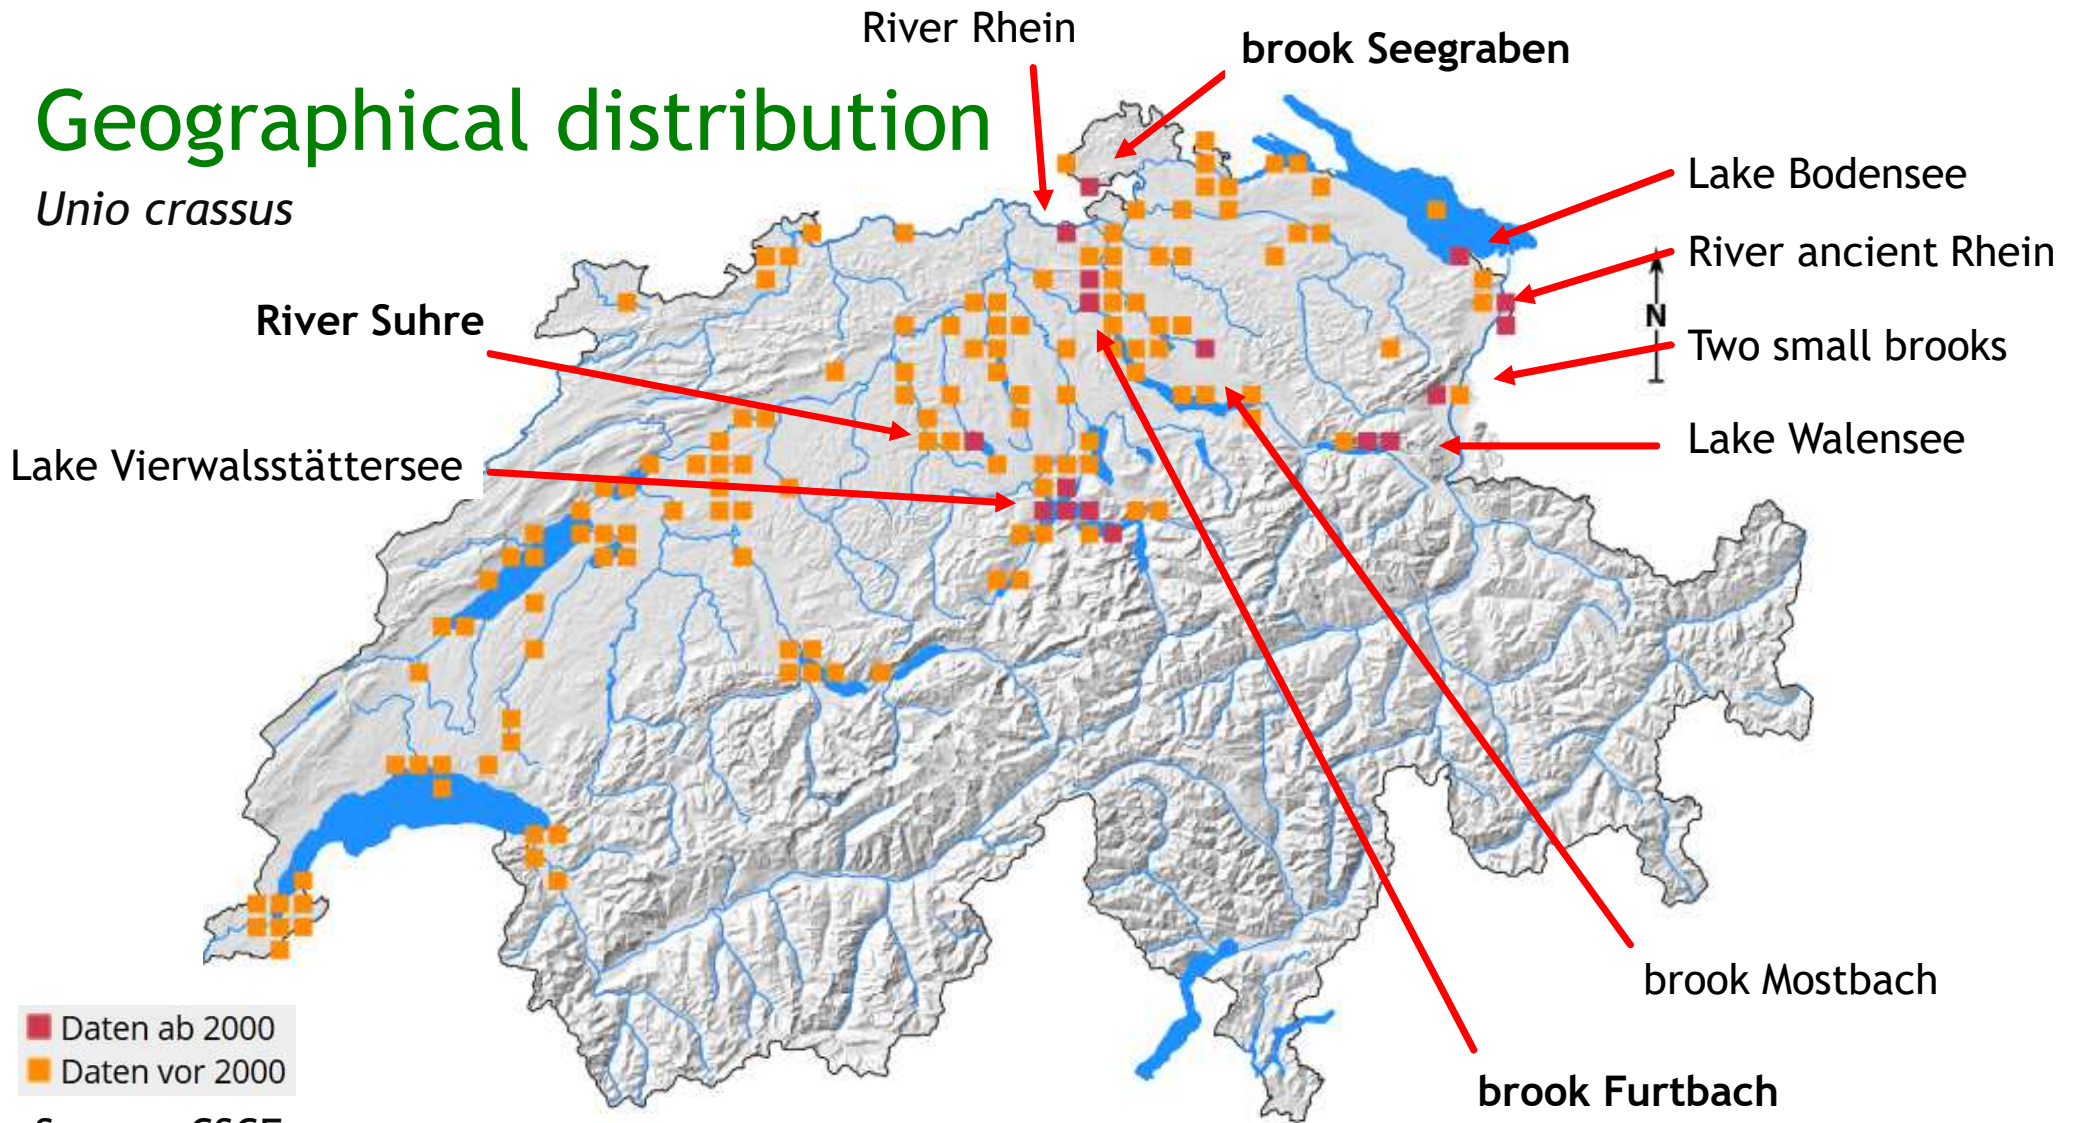 River Rhein
brook Seegraben
Geographical distribution
Unio crassus
Lake Bodensee
River ancient Rhein
River Suhre
N
Two small brooks
Lake Vierwalsstättersee
Lake Walensee
brook Mostbach
Daten ab 2000
Daten vor 2000
brook Furtbach